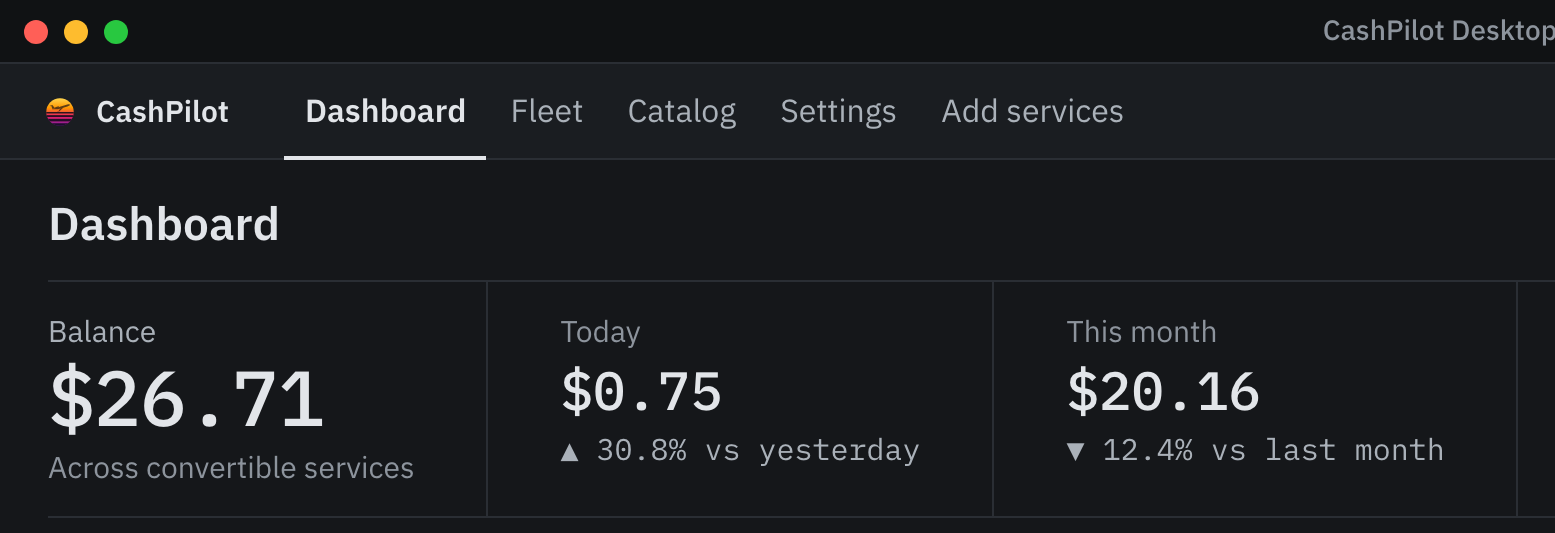 CashPilot Desktop
CashPilot Dashboard Fleet Catalog Settings Add services
Dashboard
Balance
$26.71
Across convertible services
Today
$0.75
▲ 30.8% vs yesterday
This month
$20.16
▼ 12.4% vs last month